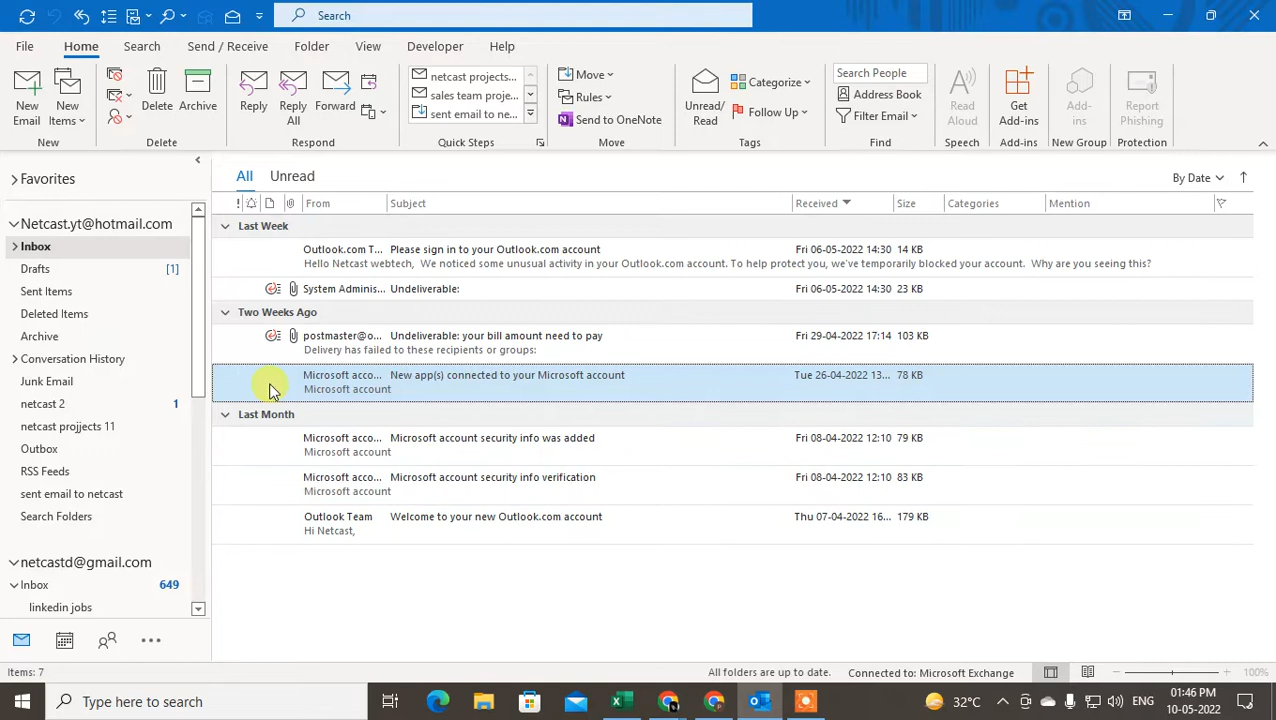 Search
File Home Search Send / Receive Folder View Developer Help
New Email
New Items
Delete
Archive
Reply
Reply All
Forward
netcast projects...
sales team proje...
sent email to ne...
Move
Rules
Send to OneNote
Unread/ Read
Categorize
Follow Up
Search People
Address Book
Filter Email
Read Aloud
Get Add-ins
Add-ins
Report Phishing
New Delete Respond Quick Steps Move Tags Find Speech Add-ins New Group Protection
Favorites
Netcast.yt@hotmail.com
Inbox
Drafts [1]
Sent Items
Deleted Items
Archive
Conversation History
Junk Email
netcast 2 1
netcast projjects 11
Outbox
RSS Feeds
sent email to netcast
Search Folders
netcastd@gmail.com
Inbox 649
linkedin jobs
All Unread By Date
! From Subject Received Size Categories Mention
Last Week
Outlook.com T... Please sign in to your Outlook.com account Fri 06-05-2022 14:30 14 KB
Hello Netcast webtech, We noticed some unusual activity in your Outlook.com account. To help protect you, we've temporarily blocked your account. Why are you seeing this?
System Adminis... Undeliverable: Fri 06-05-2022 14:30 23 KB
Two Weeks Ago
postmaster@o... Undeliverable: your bill amount need to pay Fri 29-04-2022 17:14 103 KB
Delivery has failed to these recipients or groups:
Microsoft acco... New app(s) connected to your Microsoft account Tue 26-04-2022 13... 78 KB
Microsoft account
Last Month
Microsoft acco... Microsoft account security info was added Fri 08-04-2022 12:10 79 KB
Microsoft account
Microsoft acco... Microsoft account security info verification Fri 08-04-2022 12:10 83 KB
Microsoft account
Outlook Team Welcome to your new Outlook.com account Thu 07-04-2022 16... 179 KB
Hi Netcast,
Items: 7 All folders are up to date. Connected to: Microsoft Exchange 100%
Type here to search 32°C ENG 01:46 PM
10-05-2022